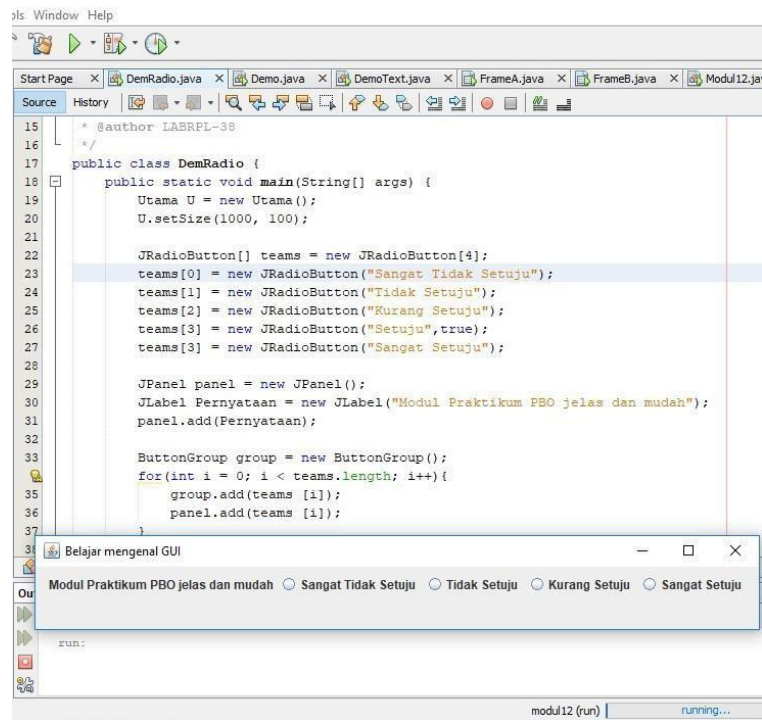 ols Window Help
Start Page DemRadio.java Demo.java DemoText.java FrameA.java FrameB.java Modul12.ja
Source History
15 * @author LABRPL-38
16 */
17 public class DemRadio {
18 public static void main(String[] args) {
19 Utama U = new Utama();
20 U.setSize(1000, 100);
21
22 JRadioButton[] teams = new JRadioButton[4];
23 teams[0] = new JRadioButton("Sangat Tidak Setuju");
24 teams[1] = new JRadioButton("Tidak Setuju");
25 teams[2] = new JRadioButton("Kurang Setuju");
26 teams[3] = new JRadioButton("Setuju",true);
27 teams[3] = new JRadioButton("Sangat Setuju");
28
29 JPanel panel = new JPanel();
30 JLabel Pernyataan = new JLabel("Modul Praktikum PBO jelas dan mudah");
31 panel.add(Pernyataan);
32
33 ButtonGroup group = new ButtonGroup();
for(int i = 0; i < teams.length; i++){
35 group.add(teams [i]);
36 panel.add(teams [i]);
37 }
38
Belajar mengenal GUI
Modul Praktikum PBO jelas dan mudah Sangat Tidak Setuju Tidak Setuju Kurang Setuju Sangat Setuju
Ou
run:
modul12 (run) running...